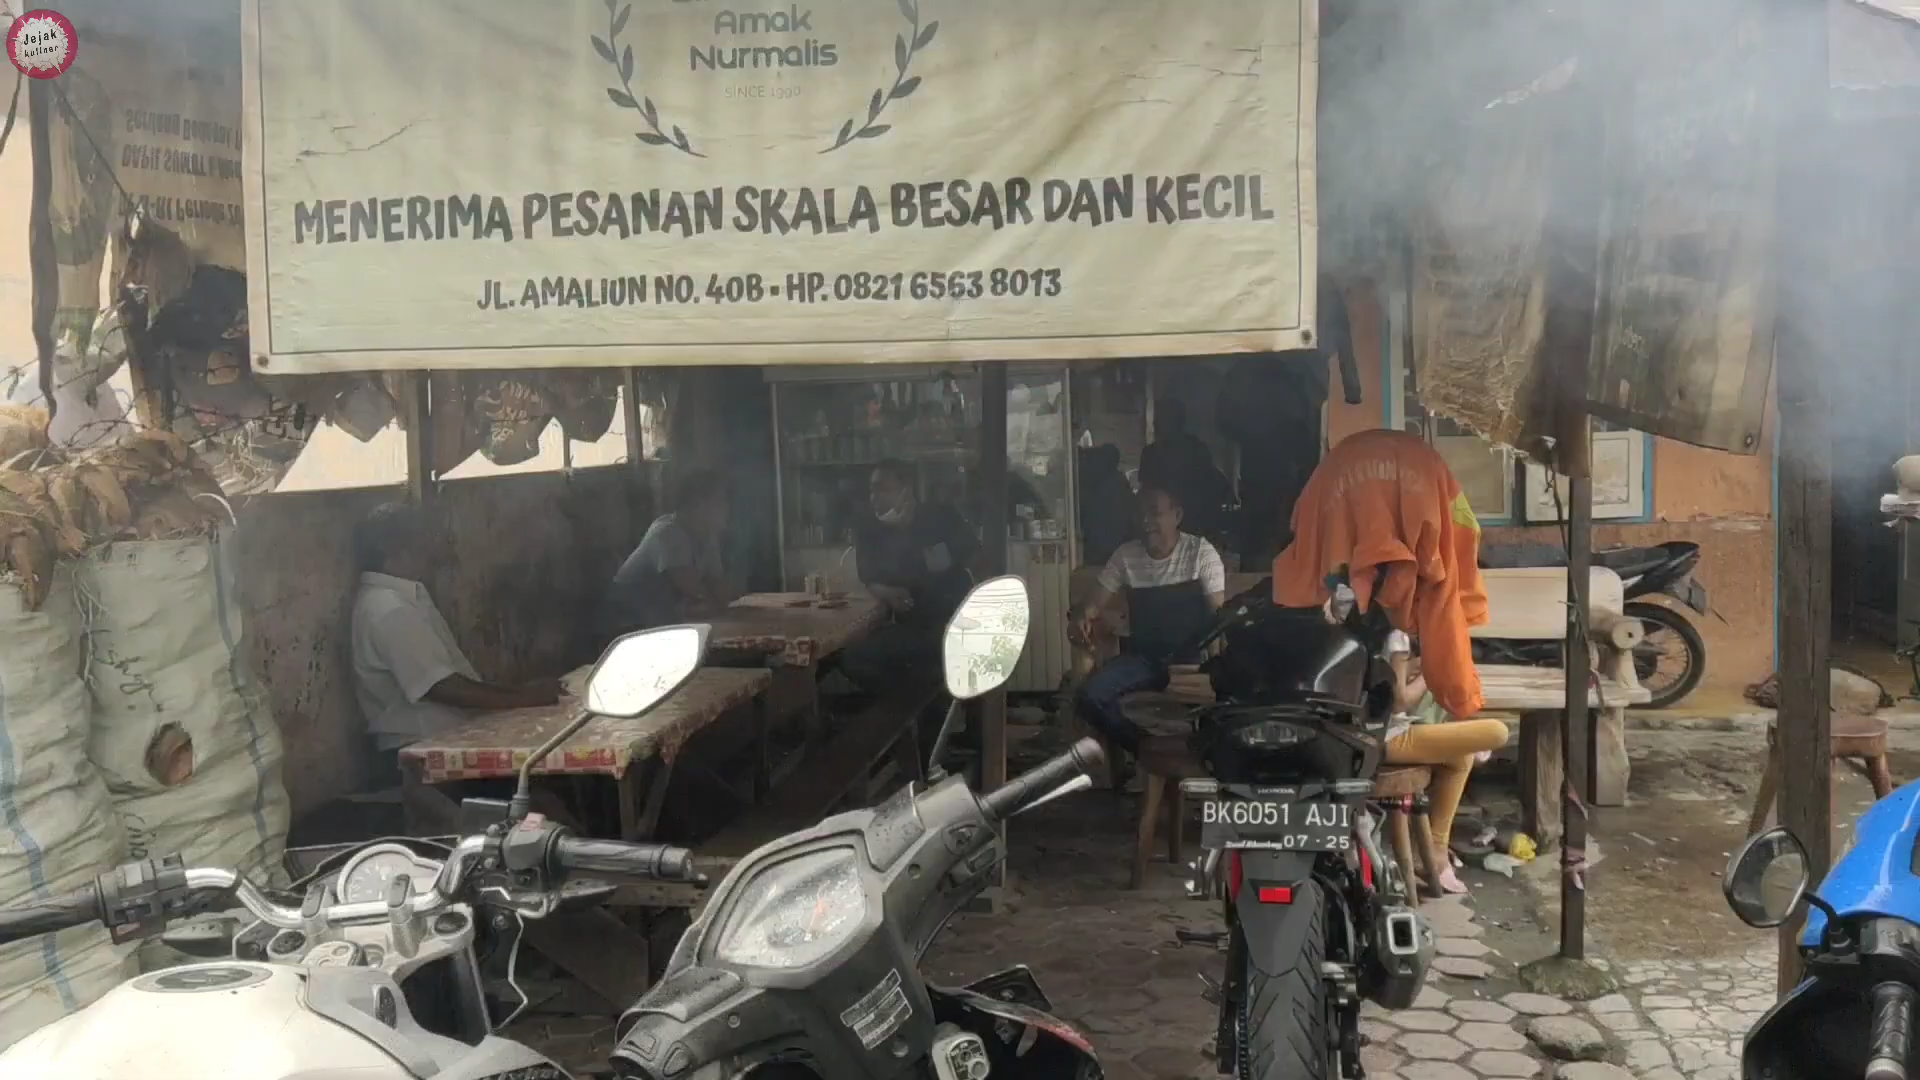 Jejak
kuliner
Amak
Nurmalis
SINCE 1990
MENERIMA PESANAN SKALA BESAR DAN KECIL
JL. AMALIUN NO. 40B - HP. 0821 6563 8013
HONDA
BK6051 AJI
07 - 25